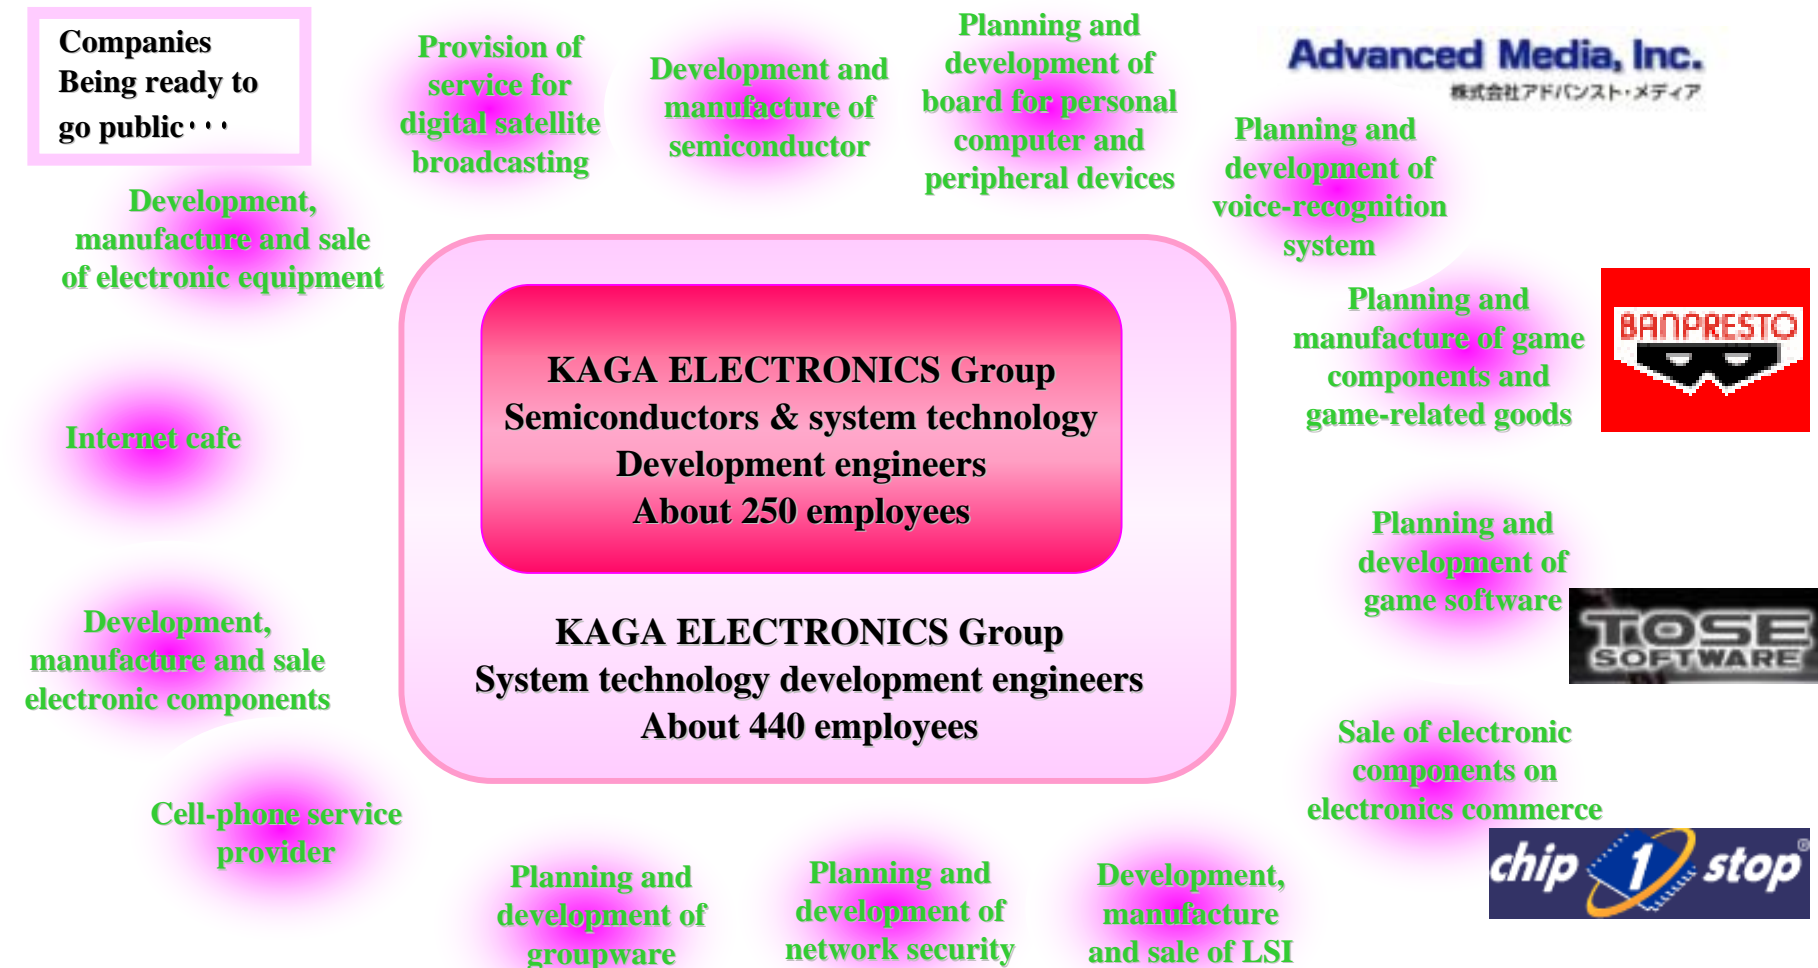 Companies
Being ready to
go public･･･
Provision of
service for
digital satellite
broadcasting
Development and
manufacture of
semiconductor
Planning and
development of
board for personal
computer and
peripheral devices
Advanced Media, Inc.
株式会社アドバンスト・メディア
Planning and
development of
voice-recognition
system
Development,
manufacture and sale
of electronic equipment
Planning and
manufacture of game
components and
game-related goods
BANPRESTO
KAGA ELECTRONICS Group
Semiconductors & system technology
Development engineers
About 250 employees
Internet cafe
Planning and
development of
game software
TOSE
SOFTWARE
KAGA ELECTRONICS Group
System technology development engineers
About 440 employees
Development,
manufacture and sale
electronic components
Sale of electronic
components on
electronics commerce
chip 1 stop®
Cell-phone service
provider
Planning and
development of
groupware
Planning and
development of
network security
Development,
manufacture
and sale of LSI